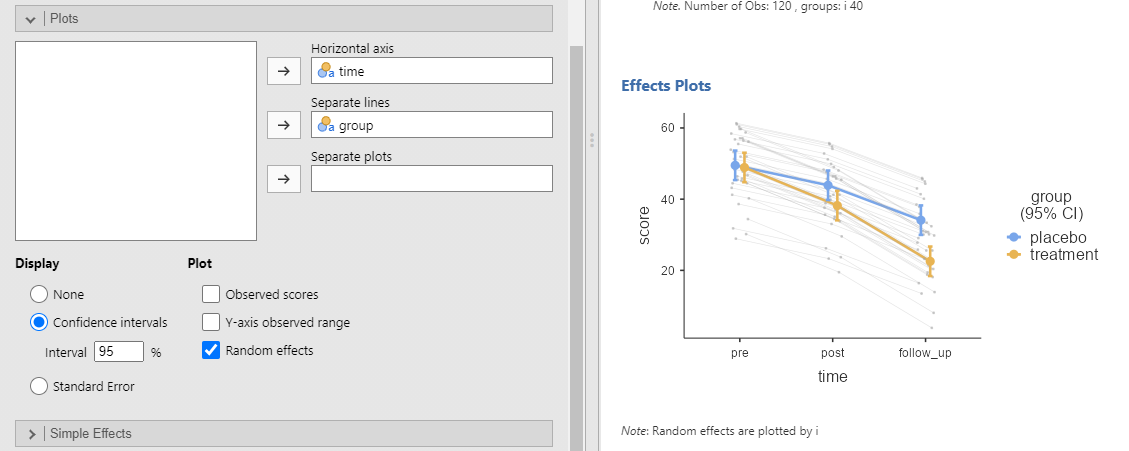 Plots
Horizontal axis
time
Separate lines
group
Separate plots
Display
Plot
None
Observed scores
Confidence intervals
Y-axis observed range
Interval 95 %
Random effects
Standard Error
Simple Effects
Note. Number of Obs: 120 , groups: i 40
Effects Plots
60
40
20
score
pre
post
follow_up
time
group
(95% CI)
placebo
treatment
Note: Random effects are plotted by i